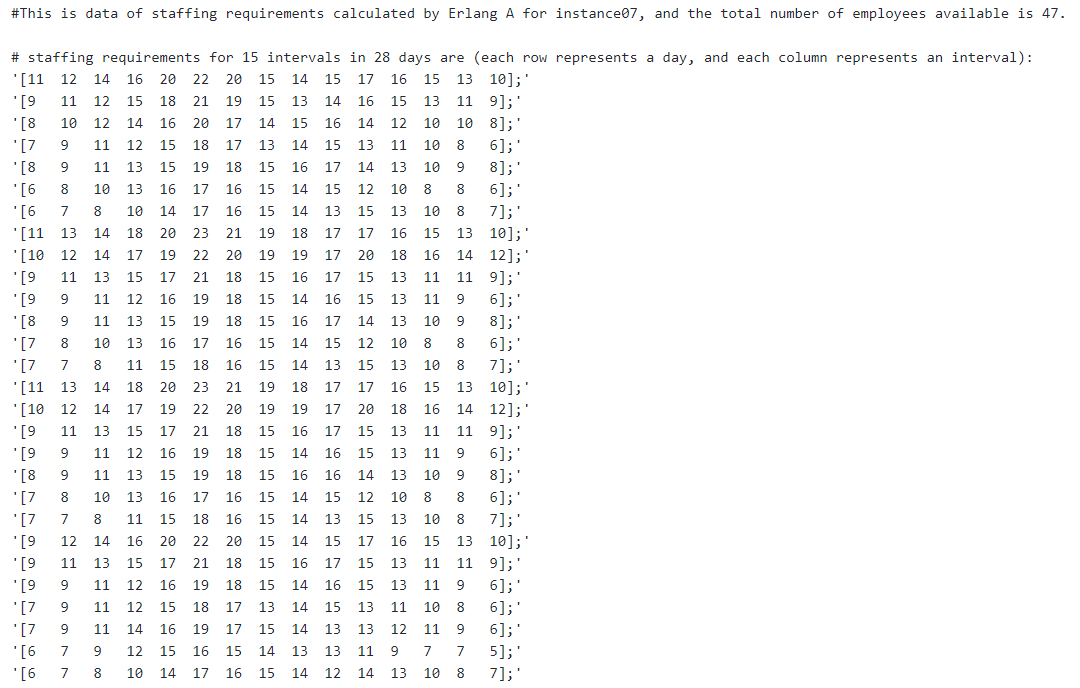 #This is data of staffing requirements calculated by Erlang A for instance07, and the total number of employees available is 47.
# staffing requirements for 15 intervals in 28 days are (each row represents a day, and each column represents an interval):
'[11 12 14 16 20 22 20 15 14 15 17 16 15 13 10];'
'[9 11 12 15 18 21 19 15 13 14 16 15 13 11 9];'
'[8 10 12 14 16 20 17 14 15 16 14 12 10 10 8];'
'[7 9 11 12 15 18 17 13 14 15 13 11 10 8 6];'
'[8 9 11 13 15 19 18 15 16 17 14 13 10 9 8];'
'[6 8 10 13 16 17 16 15 14 15 12 10 8 8 6];'
'[6 7 8 10 14 17 16 15 14 13 15 13 10 8 7];'
'[11 13 14 18 20 23 21 19 18 17 17 16 15 13 10];'
'[10 12 14 17 19 22 20 19 19 17 20 18 16 14 12];'
'[9 11 13 15 17 21 18 15 16 17 15 13 11 11 9];'
'[9 9 11 12 16 19 18 15 14 16 15 13 11 9 6];'
'[8 9 11 13 15 19 18 15 16 17 14 13 10 9 8];'
'[7 8 10 13 16 17 16 15 14 15 12 10 8 8 6];'
'[7 7 8 11 15 18 16 15 14 13 15 13 10 8 7];'
'[11 13 14 18 20 23 21 19 18 17 17 16 15 13 10];'
'[10 12 14 17 19 22 20 19 19 17 20 18 16 14 12];'
'[9 11 13 15 17 21 18 15 16 17 15 13 11 11 9];'
'[9 9 11 12 16 19 18 15 14 16 15 13 11 9 6];'
'[8 9 11 13 15 19 18 15 16 16 14 13 10 9 8];'
'[7 8 10 13 16 17 16 15 14 15 12 10 8 8 6];'
'[7 7 8 11 15 18 16 15 14 13 15 13 10 8 7];'
'[9 12 14 16 20 22 20 15 14 15 17 16 15 13 10];'
'[9 11 13 15 17 21 18 15 16 17 15 13 11 11 9];'
'[9 9 11 12 16 19 18 15 14 16 15 13 11 9 6];'
'[7 9 11 12 15 18 17 13 14 15 13 11 10 8 6];'
'[7 9 11 14 16 19 17 15 14 13 13 12 11 9 6];'
'[6 7 9 12 15 16 15 14 13 13 11 9 7 7 5];'
'[6 7 8 10 14 17 16 15 14 12 14 13 10 8 7];'